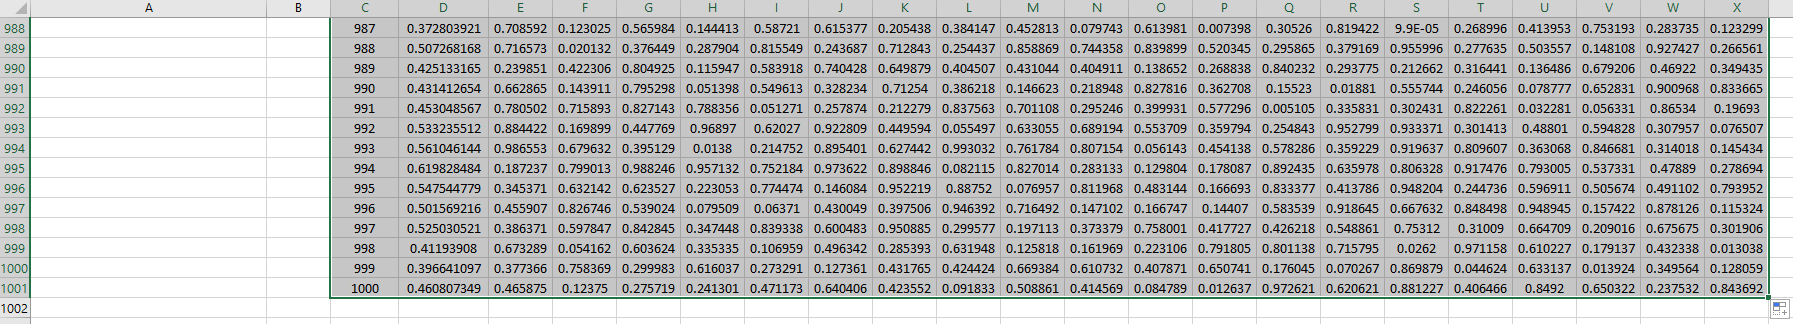 A B C D E F G H I J K L M N O P Q R S T U V W X
988 987 0.372803921 0.708592 0.123025 0.565984 0.144413 0.58721 0.615377 0.205438 0.384147 0.452813 0.079743 0.613981 0.007398 0.30526 0.819422 9.9E-05 0.268996 0.413953 0.753193 0.283735 0.123299
989 988 0.507268168 0.716573 0.020132 0.376449 0.287904 0.815549 0.243687 0.712843 0.254437 0.858869 0.744358 0.839899 0.520345 0.295865 0.379169 0.955996 0.277635 0.503557 0.148108 0.927427 0.266561
990 989 0.425133165 0.239851 0.422306 0.804925 0.115947 0.583918 0.740428 0.649879 0.404507 0.431044 0.404911 0.138652 0.268838 0.840232 0.293775 0.212662 0.316441 0.136486 0.679206 0.46922 0.349435
991 990 0.431412654 0.662865 0.143911 0.795298 0.051398 0.549613 0.328234 0.71254 0.386218 0.146623 0.218948 0.827816 0.362708 0.15523 0.01881 0.555744 0.246056 0.078777 0.652831 0.900968 0.833665
992 991 0.453048567 0.780502 0.715893 0.827143 0.788356 0.051271 0.257874 0.212279 0.837563 0.701108 0.295246 0.399931 0.577296 0.005105 0.335831 0.302431 0.822261 0.032281 0.056331 0.86534 0.19693
993 992 0.533235512 0.884422 0.169899 0.447769 0.96897 0.62027 0.922809 0.449594 0.055497 0.633055 0.689194 0.553709 0.359794 0.254843 0.952799 0.933371 0.301413 0.48801 0.594828 0.307957 0.076507
994 993 0.561046144 0.986553 0.679632 0.395129 0.0138 0.214752 0.895401 0.627442 0.993032 0.761784 0.807154 0.056143 0.454138 0.578286 0.359229 0.919637 0.809607 0.363068 0.846681 0.314018 0.145434
995 994 0.619828484 0.187237 0.799013 0.988246 0.957132 0.752184 0.973622 0.898846 0.082115 0.827014 0.283133 0.129804 0.178087 0.892435 0.635978 0.806328 0.917476 0.793005 0.537331 0.47889 0.278694
996 995 0.547544779 0.345371 0.632142 0.623527 0.223053 0.774474 0.146084 0.952219 0.88752 0.076957 0.811968 0.483144 0.166693 0.833377 0.413786 0.948204 0.244736 0.596911 0.505674 0.491102 0.793952
997 996 0.501569216 0.455907 0.826746 0.539024 0.079509 0.06371 0.430049 0.397506 0.946392 0.716492 0.147102 0.166747 0.14407 0.583539 0.918645 0.667632 0.848498 0.948945 0.157422 0.878126 0.115324
998 997 0.525030521 0.386371 0.597847 0.842845 0.347448 0.839338 0.600483 0.950885 0.299577 0.197113 0.373379 0.758001 0.417727 0.426218 0.548861 0.75312 0.31009 0.664709 0.209016 0.675675 0.301906
999 998 0.41193908 0.673289 0.054162 0.603624 0.335335 0.106959 0.496342 0.285393 0.631948 0.125818 0.161969 0.223106 0.791805 0.801138 0.715795 0.0262 0.971158 0.610227 0.179137 0.432338 0.013038
1000 999 0.396641097 0.377366 0.758369 0.299983 0.616037 0.273291 0.127361 0.431765 0.424424 0.669384 0.610732 0.407871 0.650741 0.176045 0.070267 0.869879 0.044624 0.633137 0.013924 0.349564 0.128059
1001 1000 0.460807349 0.465875 0.12375 0.275719 0.241301 0.471173 0.640406 0.423552 0.091833 0.508861 0.414569 0.084789 0.012637 0.972621 0.620621 0.881227 0.406466 0.8492 0.650322 0.237532 0.843692
1002